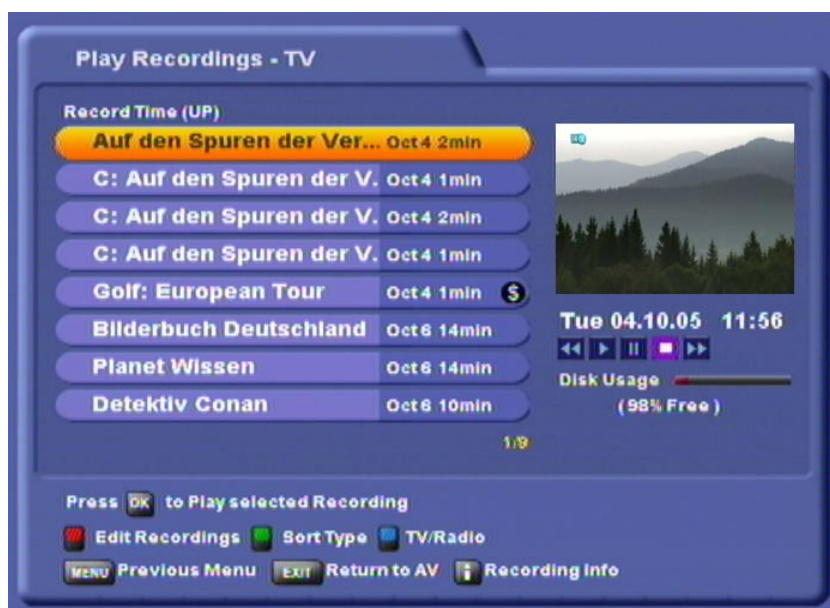 Play Recordings - TV
Record Time (UP)
Auf den Spuren der Ver... Oct 4 2min
C: Auf den Spuren der V. Oct 4 1min
C: Auf den Spuren der V. Oct 4 2min
C: Auf den Spuren der V. Oct 4 1min
Golf: European Tour Oct 4 1min $
Bilderbuch Deutschland Oct 6 14min
Planet Wissen Oct 6 14min
Detektiv Conan Oct 6 10min
1/9
Tue 04.10.05 11:56
Disk Usage
(98% Free)
Press OK to Play selected Recording
Edit Recordings Sort Type TV/Radio
MENU Previous Menu EXIT Return to AV i Recording Info